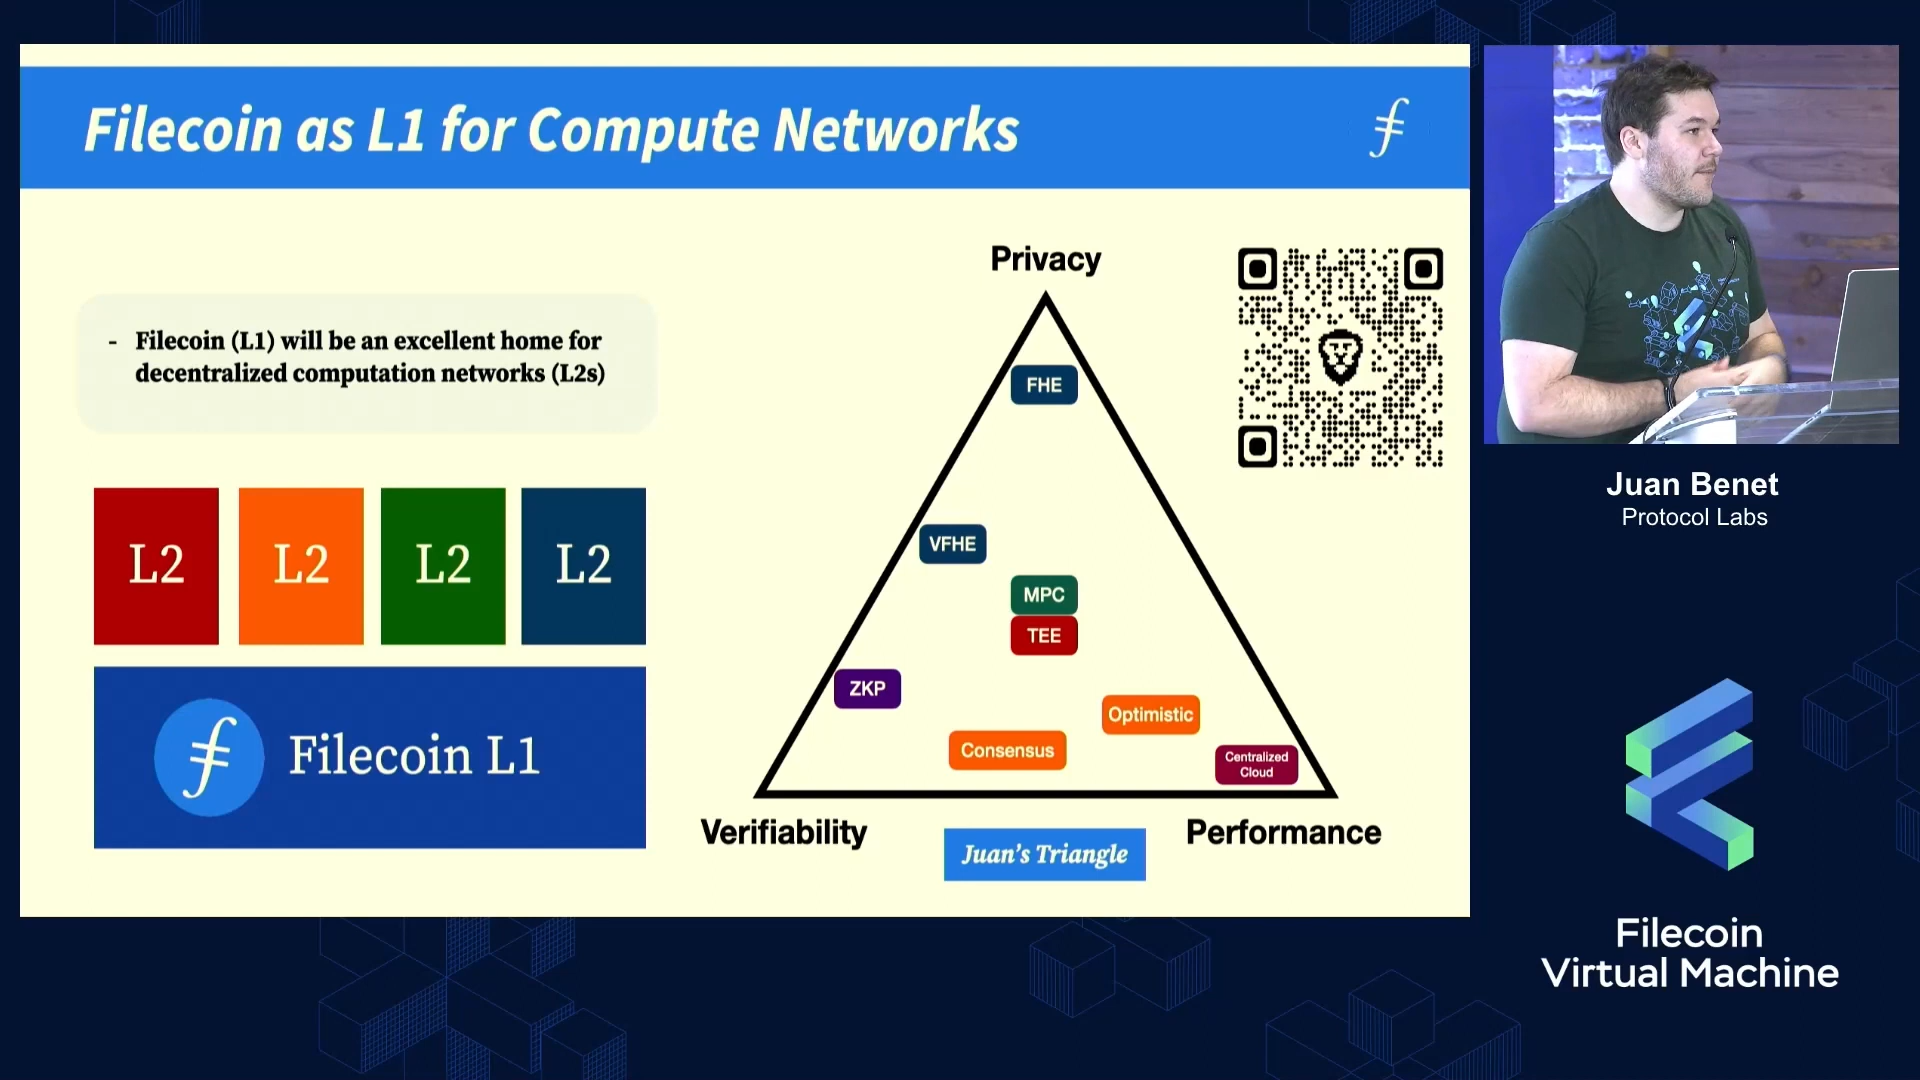 Filecoin as L1 for Compute Networks
- Filecoin (L1) will be an excellent home for
decentralized computation networks (L2s)
L2
L2
L2
L2
Filecoin L1
Privacy
FHE
VFHE
MPC
TEE
ZKP
Optimistic
Consensus
Centralized
Cloud
Verifiability
Performance
Juan's Triangle
Juan Benet
Protocol Labs
Filecoin
Virtual Machine